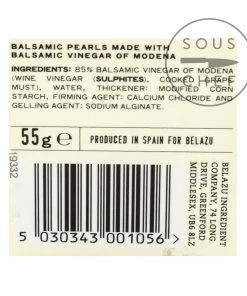 SOUS
CHEF
BALSAMIC PEARLS MADE WITH
BALSAMIC VINEGAR OF MODENA
INGREDIENTS: 85% BALSAMIC VINEGAR OF MODENA
(WINE VINEGAR (SULPHITES), COOKED GRAPE
MUST), WATER, THICKENER: MODIFIED CORN
STARCH, FIRMING AGENT: CALCIUM CHLORIDE AND
GELLING AGENT: SODIUM ALGINATE.
55g e
PRODUCED IN SPAIN FOR BELAZU
19332
5 030343 001056 >
BELAZU INGREDIENT
COMPANY, 74 LONG
DRIVE, GREENFORD
MIDDLESEX, UB6 8LZ